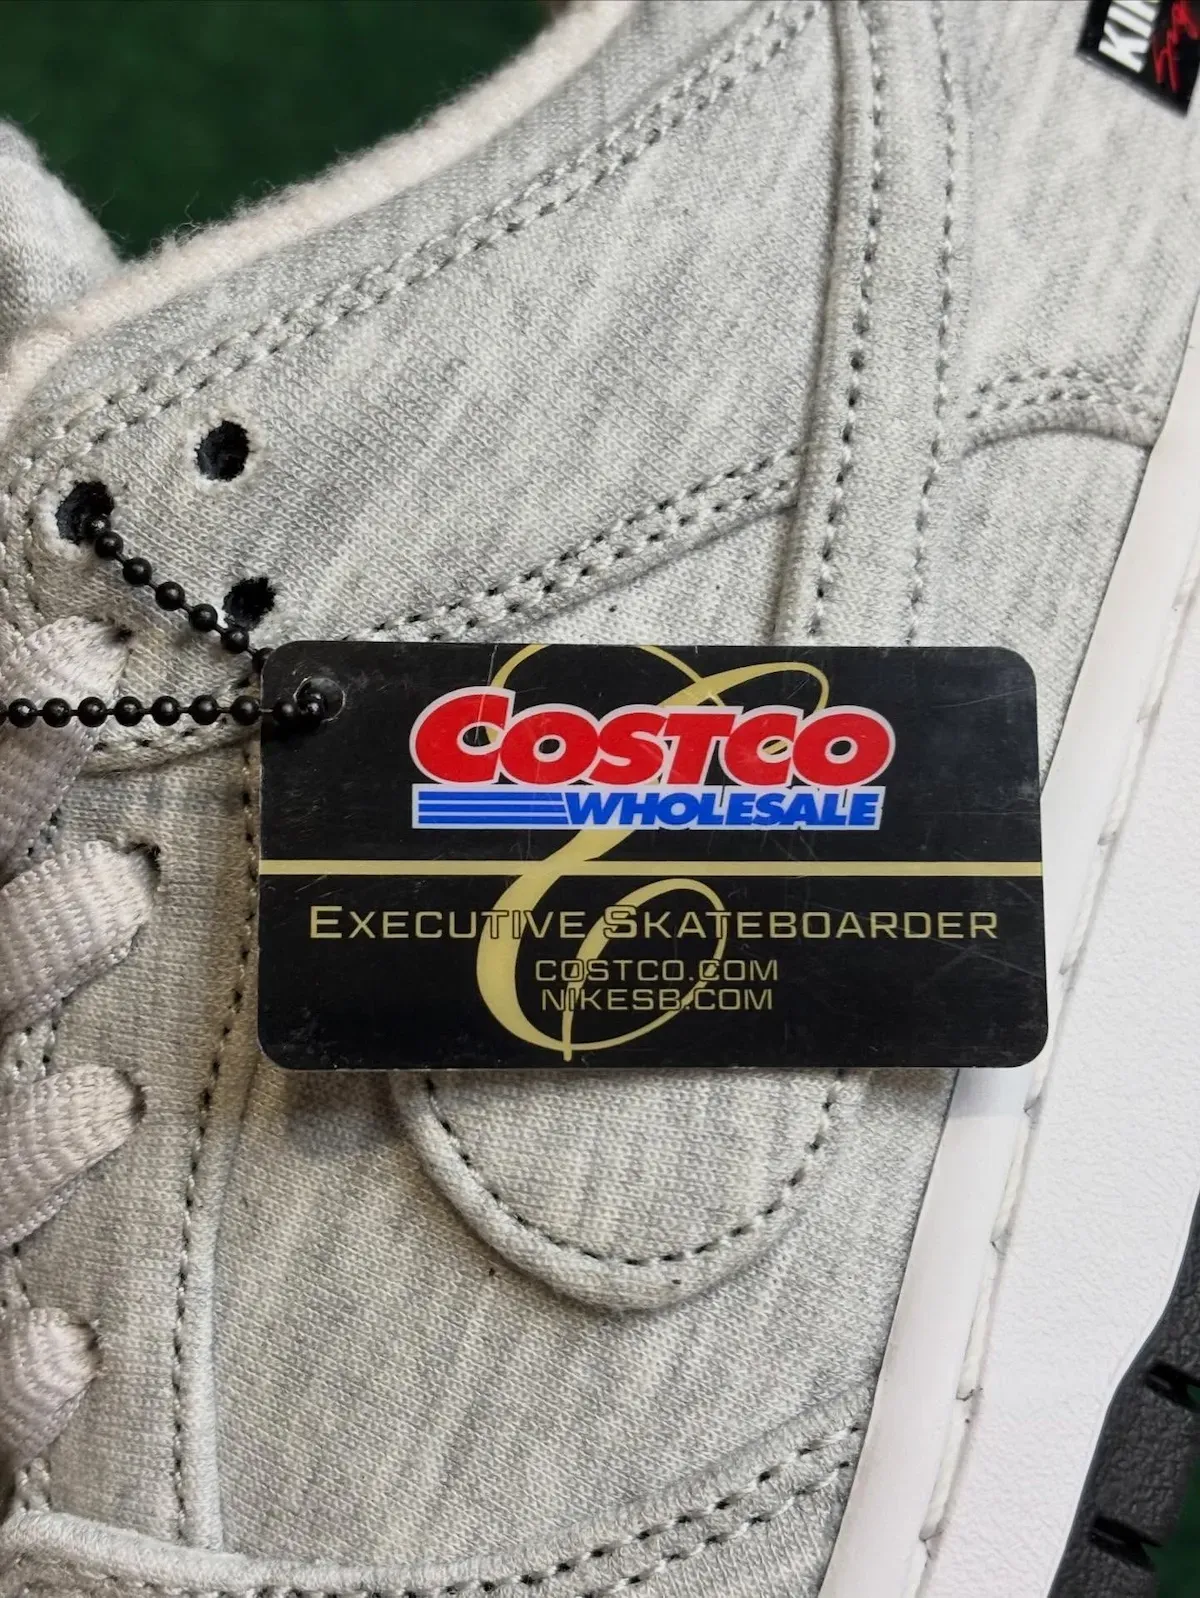 COSTCO
WHOLESALE
EXECUTIVE SKATEBOARDER
COSTCO.COM
NIKESB.COM